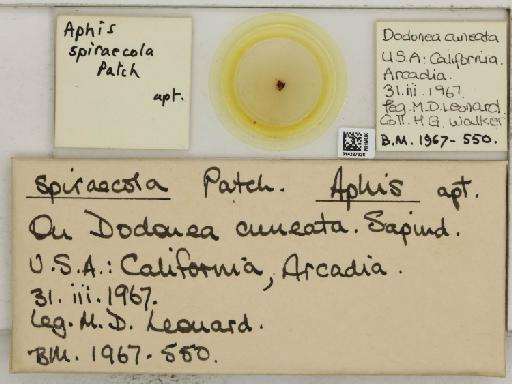 Aphis
spiraecola
Patch
apt.
Dodonea cuneata
U.S.A: California.
Arcadia.
31.iii.1967.
leg. M.D. Leonard.
Coll. H.G. Walker
B.M. 1967-550.
spiraecola Patch. Aphis apt.
On Dodonea cuneata. Sapind.
U.S.A.: California, Arcadia.
31. iii. 1967.
Leg. M. D. Leonard.
B.M. 1967-550.